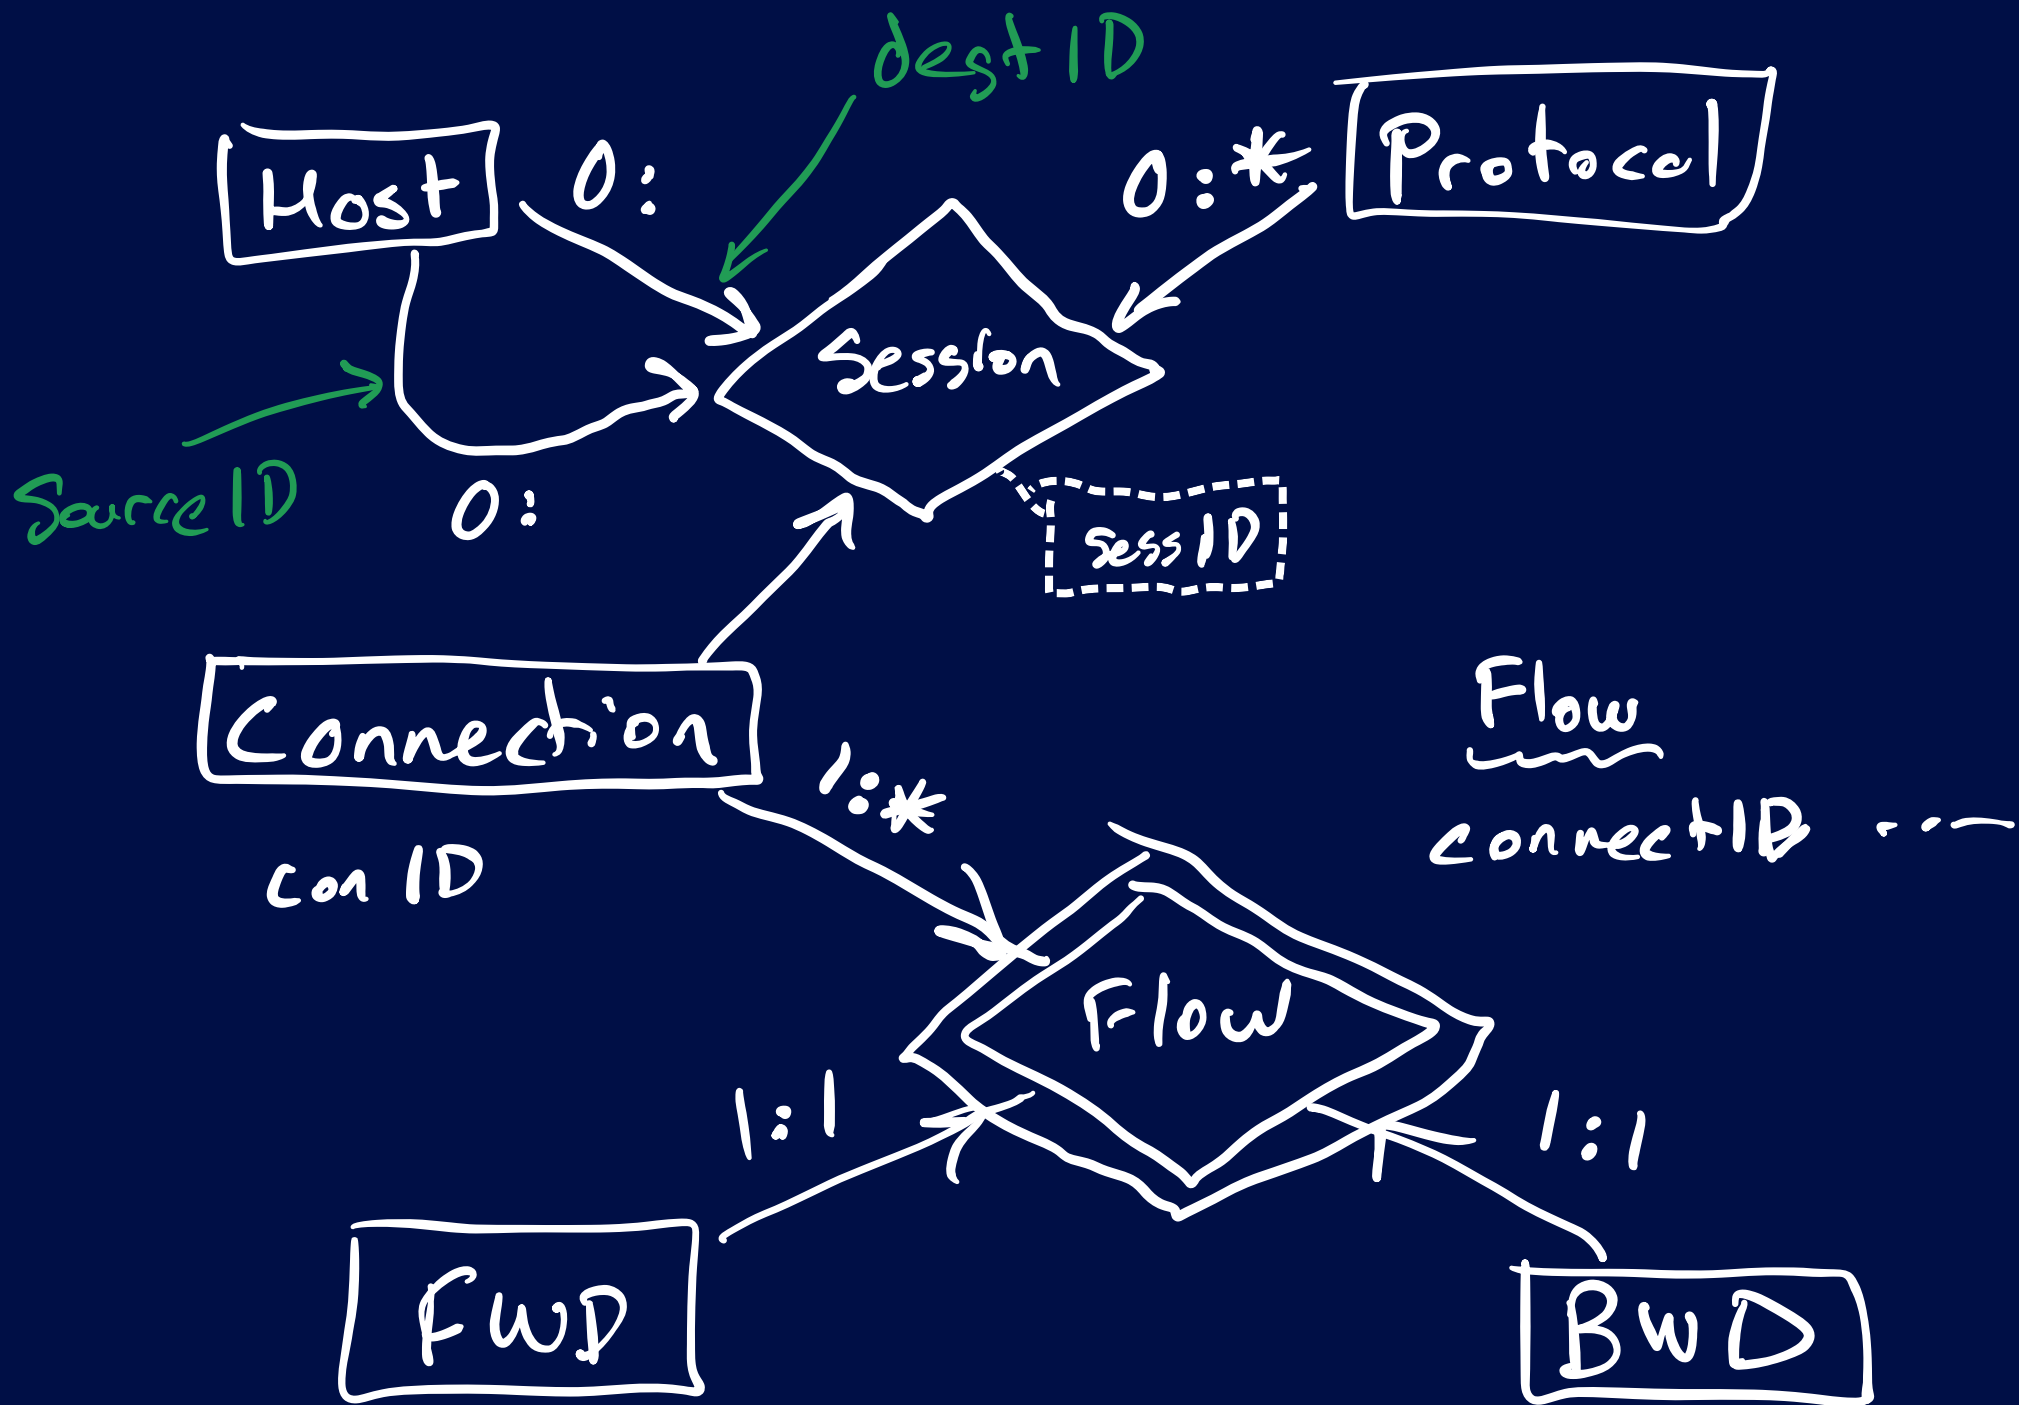 dest ID
Host
0:
0:*
Protocol
Session
Source ID
0:
sess ID
Connection
1:*
Flow
connectID ...—
con ID
Flow
1:1
1:1
FWD
BWD